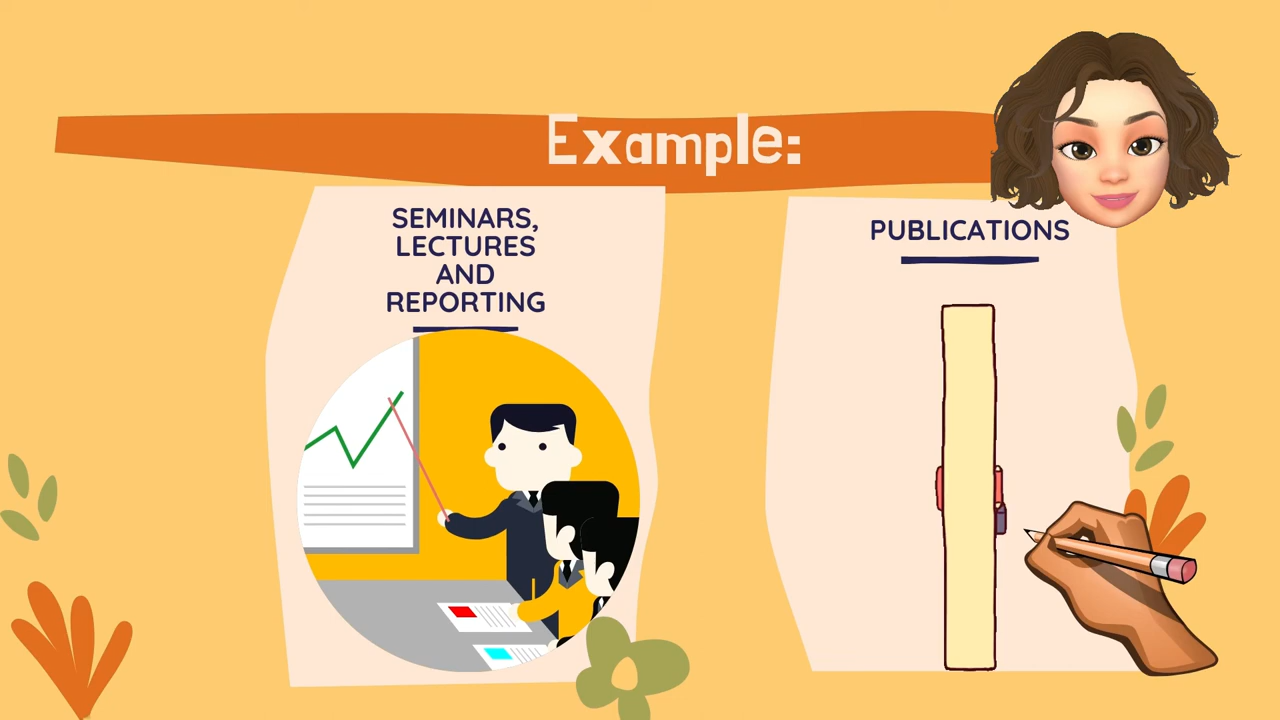 Example:
SEMINARS,
LECTURES
AND
REPORTING
PUBLICATIONS